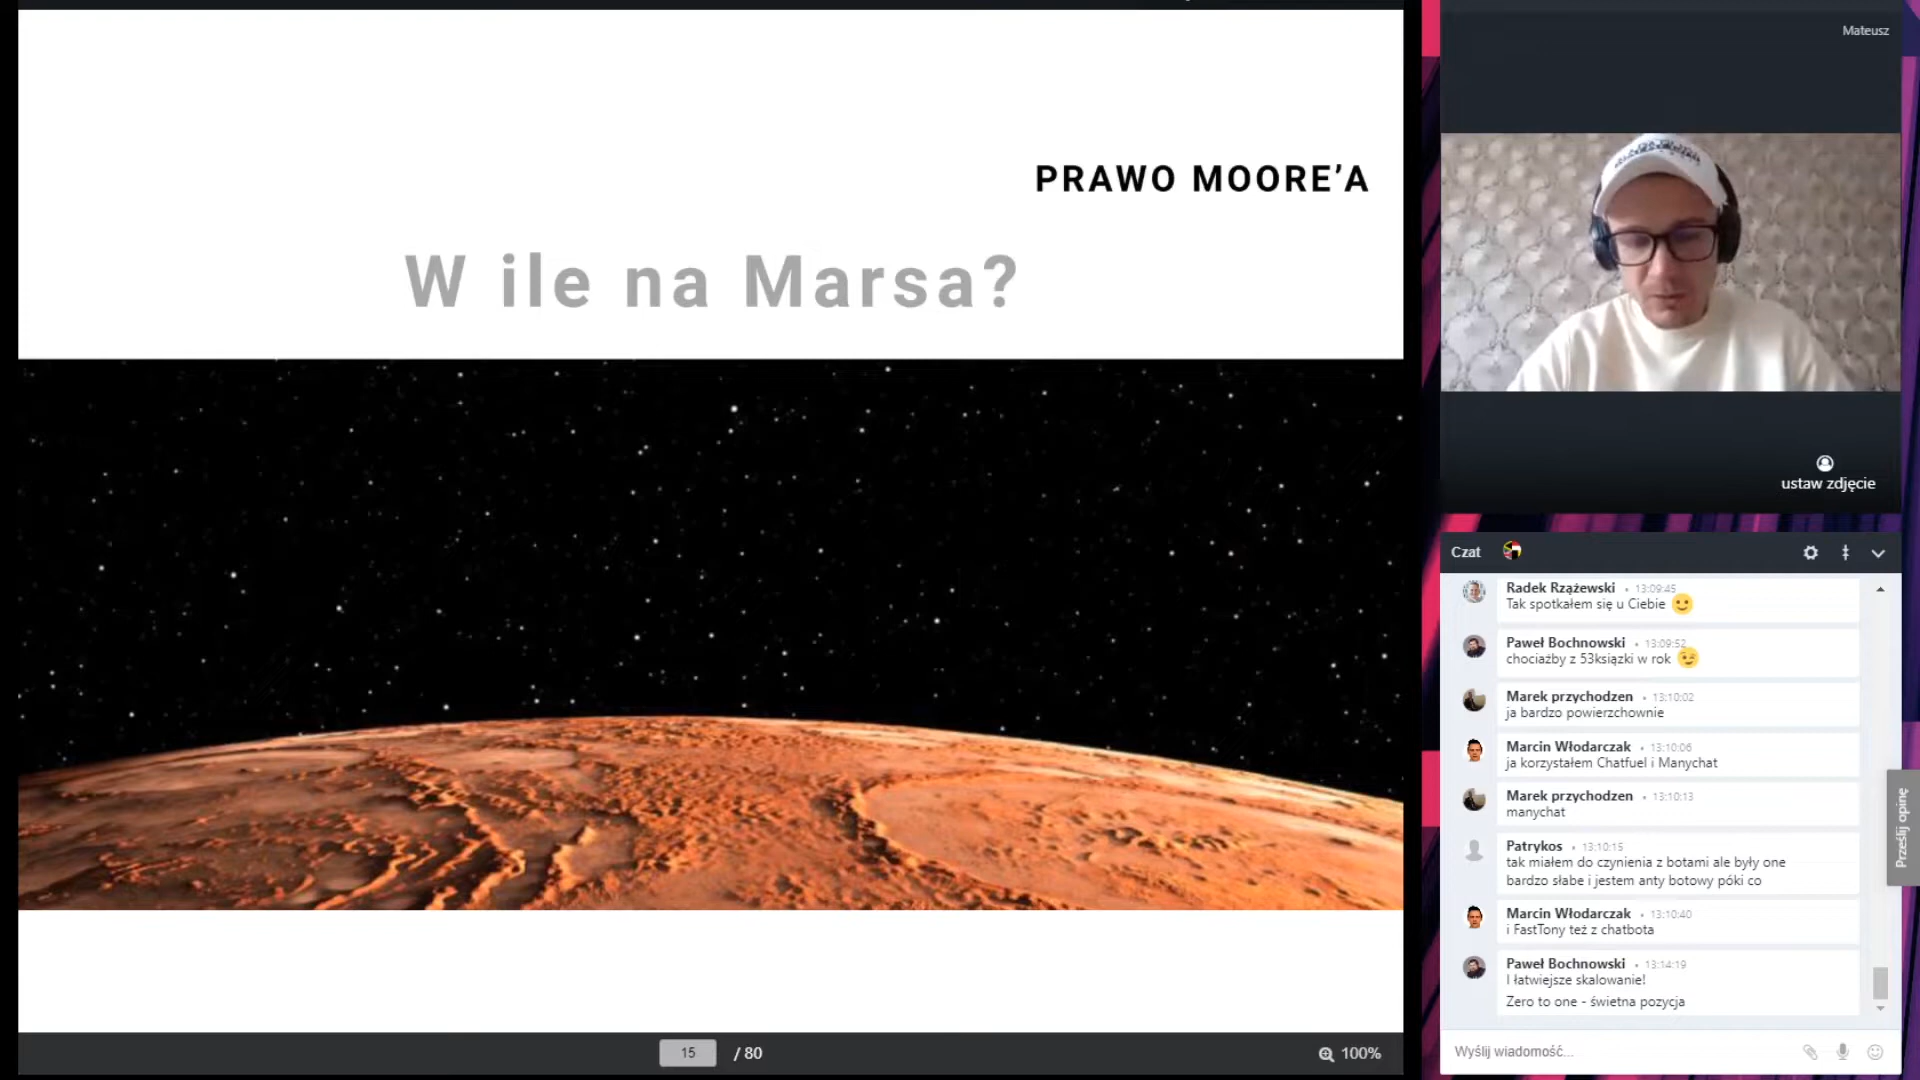 PRAWO MOORE’A
W ile na Marsa?
15 / 80
100%
Mateusz
ustaw zdjęcie
Czat
Radek Rzążewski • 13:09:45
Tak spotkałem się u Ciebie
Paweł Bochnowski • 13:09:52
chociażby z 53książki w rok
Marek przychodzen • 13:10:02
ja bardzo powierzchownie
Marcin Włodarczak • 13:10:06
ja korzystałem Chatfuel i Manychat
Marek przychodzen • 13:10:13
manychat
Patrykos • 13:10:15
tak miałem do czynienia z botami ale były one
bardzo słabe i jestem anty botowy póki co
Marcin Włodarczak • 13:10:40
i FastTony też z chatbota
Paweł Bochnowski • 13:14:19
I łatwiejsze skalowanie!
Zero to one - świetna pozycja
Prześlij opinę
Wyślij wiadomość...